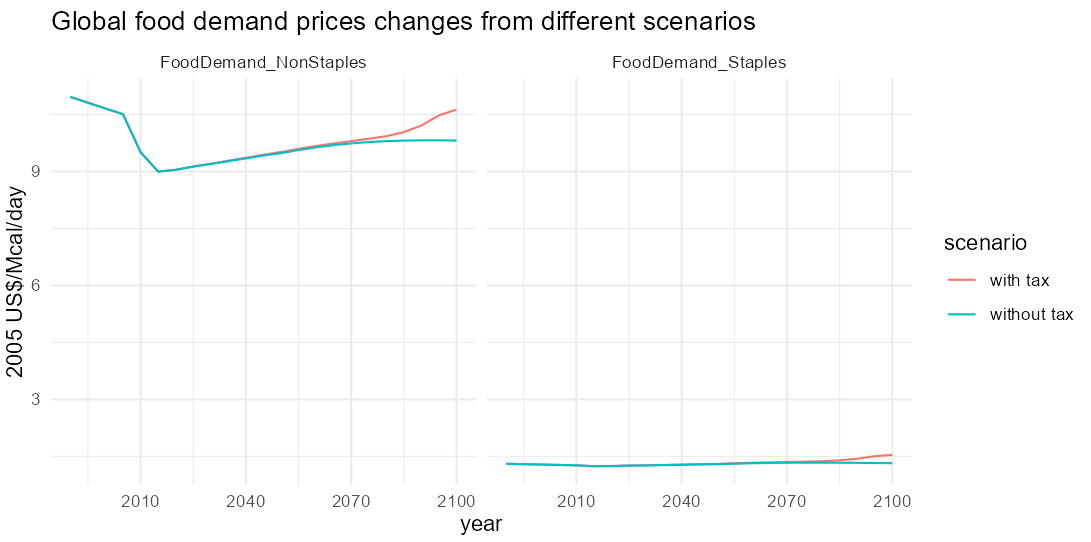 Global food demand prices changes from different scenarios
FoodDemand_NonStaples
FoodDemand_Staples
2005 US$/Mcal/day
9
6
3
2010
2040
2070
2100
2010
2040
2070
2100
year
scenario
with tax
without tax